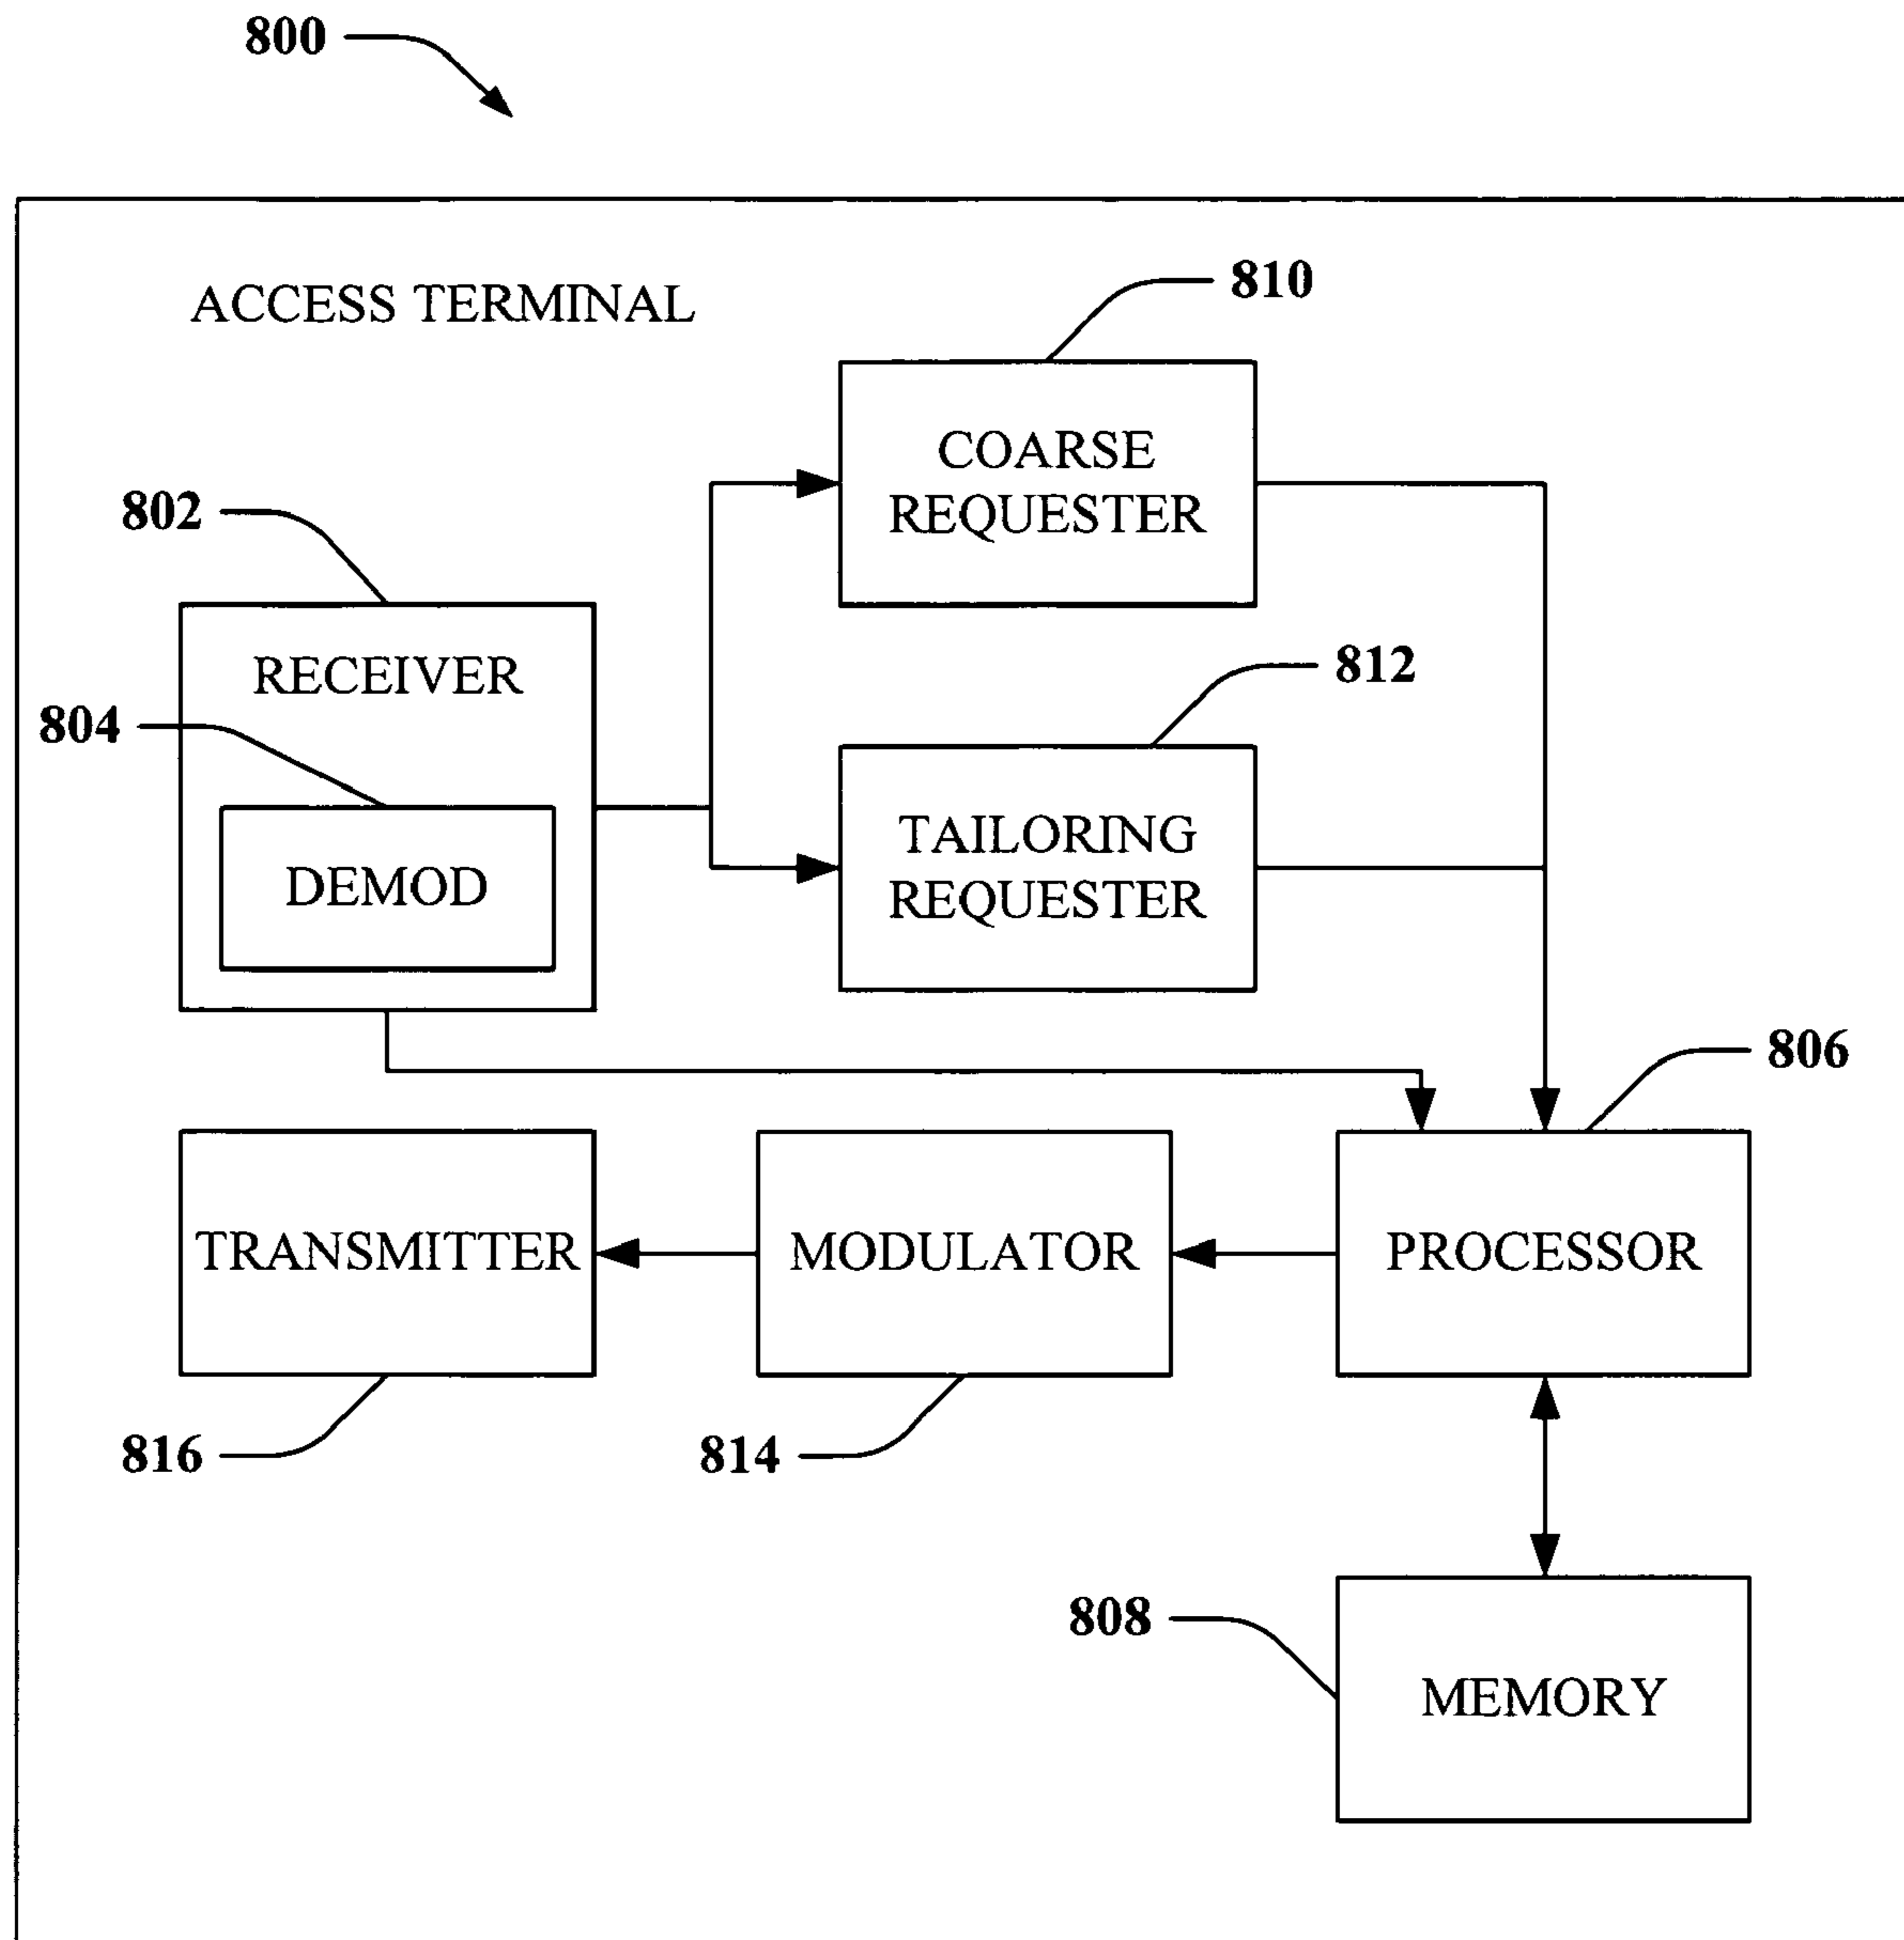 800
ACCESS TERMINAL
810
COARSE
REQUESTER
802
RECEIVER
804
DEMOD
812
TAILORING
REQUESTER
806
TRANSMITTER
MODULATOR
PROCESSOR
816
814
808
MEMORY